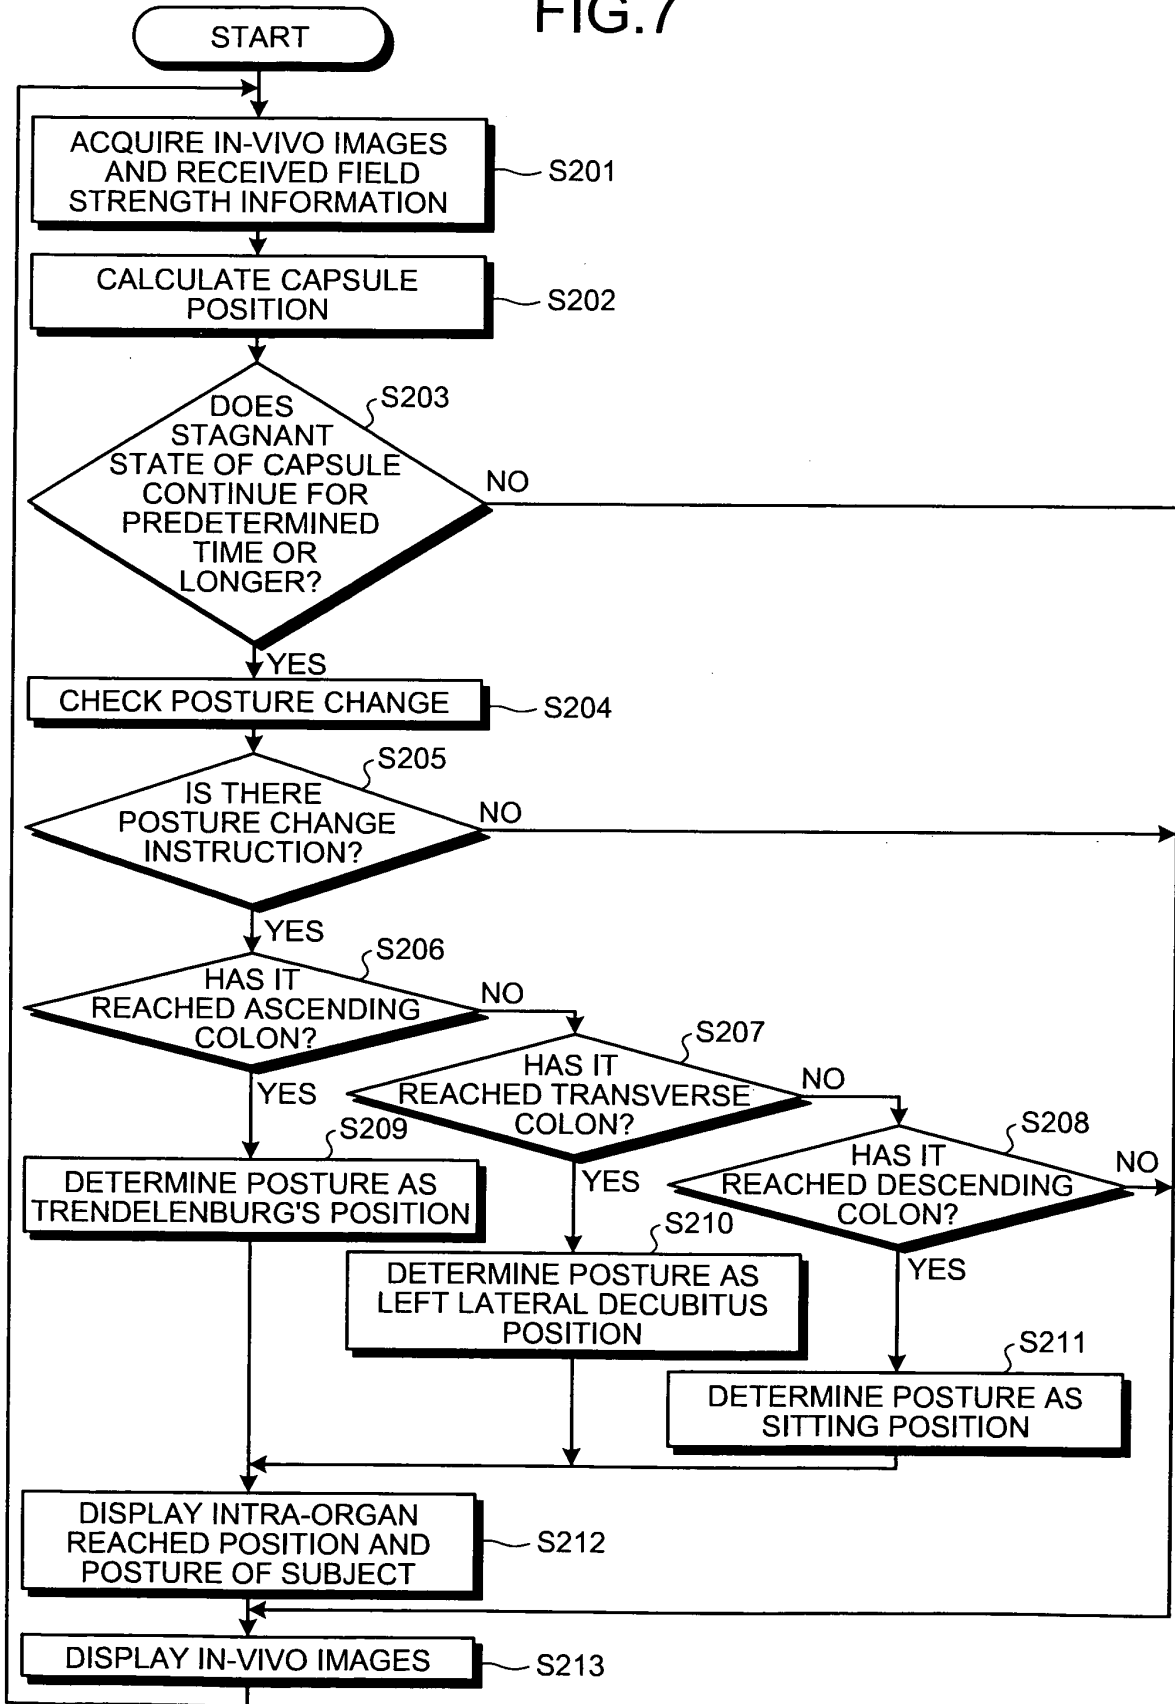 FIG.7
START
ACQUIRE IN-VIVO IMAGES
AND RECEIVED FIELD
STRENGTH INFORMATION
S201
CALCULATE CAPSULE
POSITION
S202
S203
DOES
STAGNANT
STATE OF CAPSULE
CONTINUE FOR
PREDETERMINED
TIME OR
LONGER?
NO
YES
CHECK POSTURE CHANGE
S204
S205
IS THERE
POSTURE CHANGE
INSTRUCTION?
NO
YES
S206
HAS IT
REACHED ASCENDING
COLON?
NO
YES
S207
HAS IT
REACHED TRANSVERSE
COLON?
NO
YES
S208
HAS IT
REACHED DESCENDING
COLON?
NO
YES
S209
DETERMINE POSTURE AS
TRENDELENBURG'S POSITION
S210
DETERMINE POSTURE AS
LEFT LATERAL DECUBITUS
POSITION
S211
DETERMINE POSTURE AS
SITTING POSITION
DISPLAY INTRA-ORGAN
REACHED POSITION AND
POSTURE OF SUBJECT
S212
DISPLAY IN-VIVO IMAGES
S213